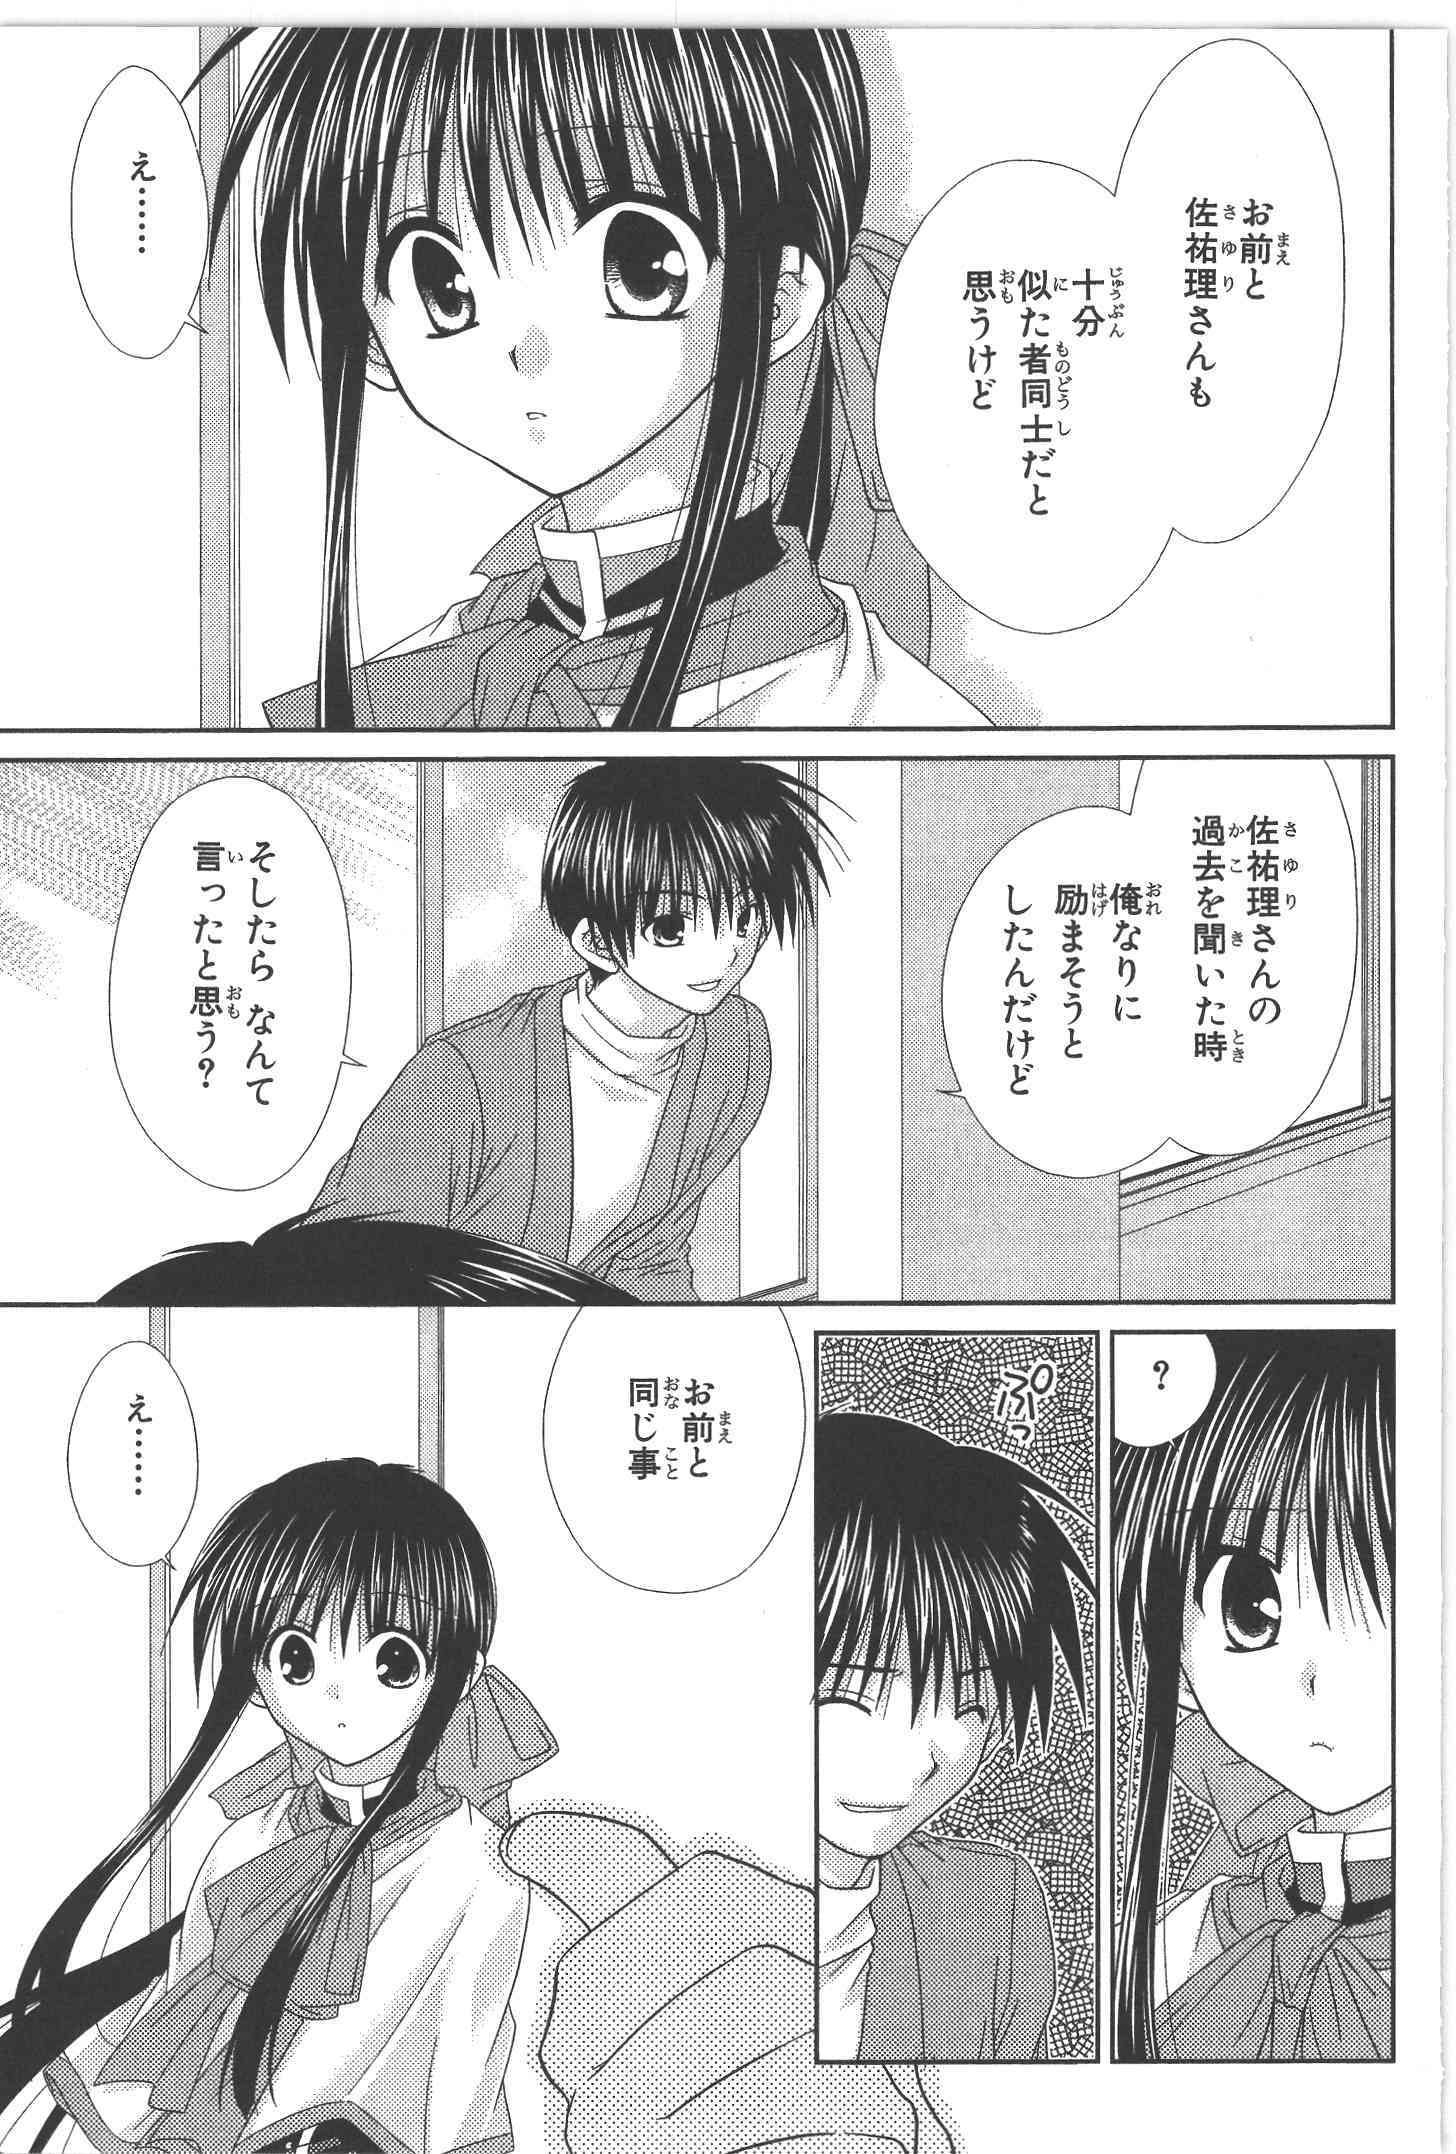 お前と
佐祐理さんも
十分
似た者同士だと
思うけど
え……
佐祐理さんの
過去を聞いた時
俺なりに
励まそうと
したんだけど
そしたら なんて
言ったと思う?
?
ぷっ
お前と
同じ事
え……